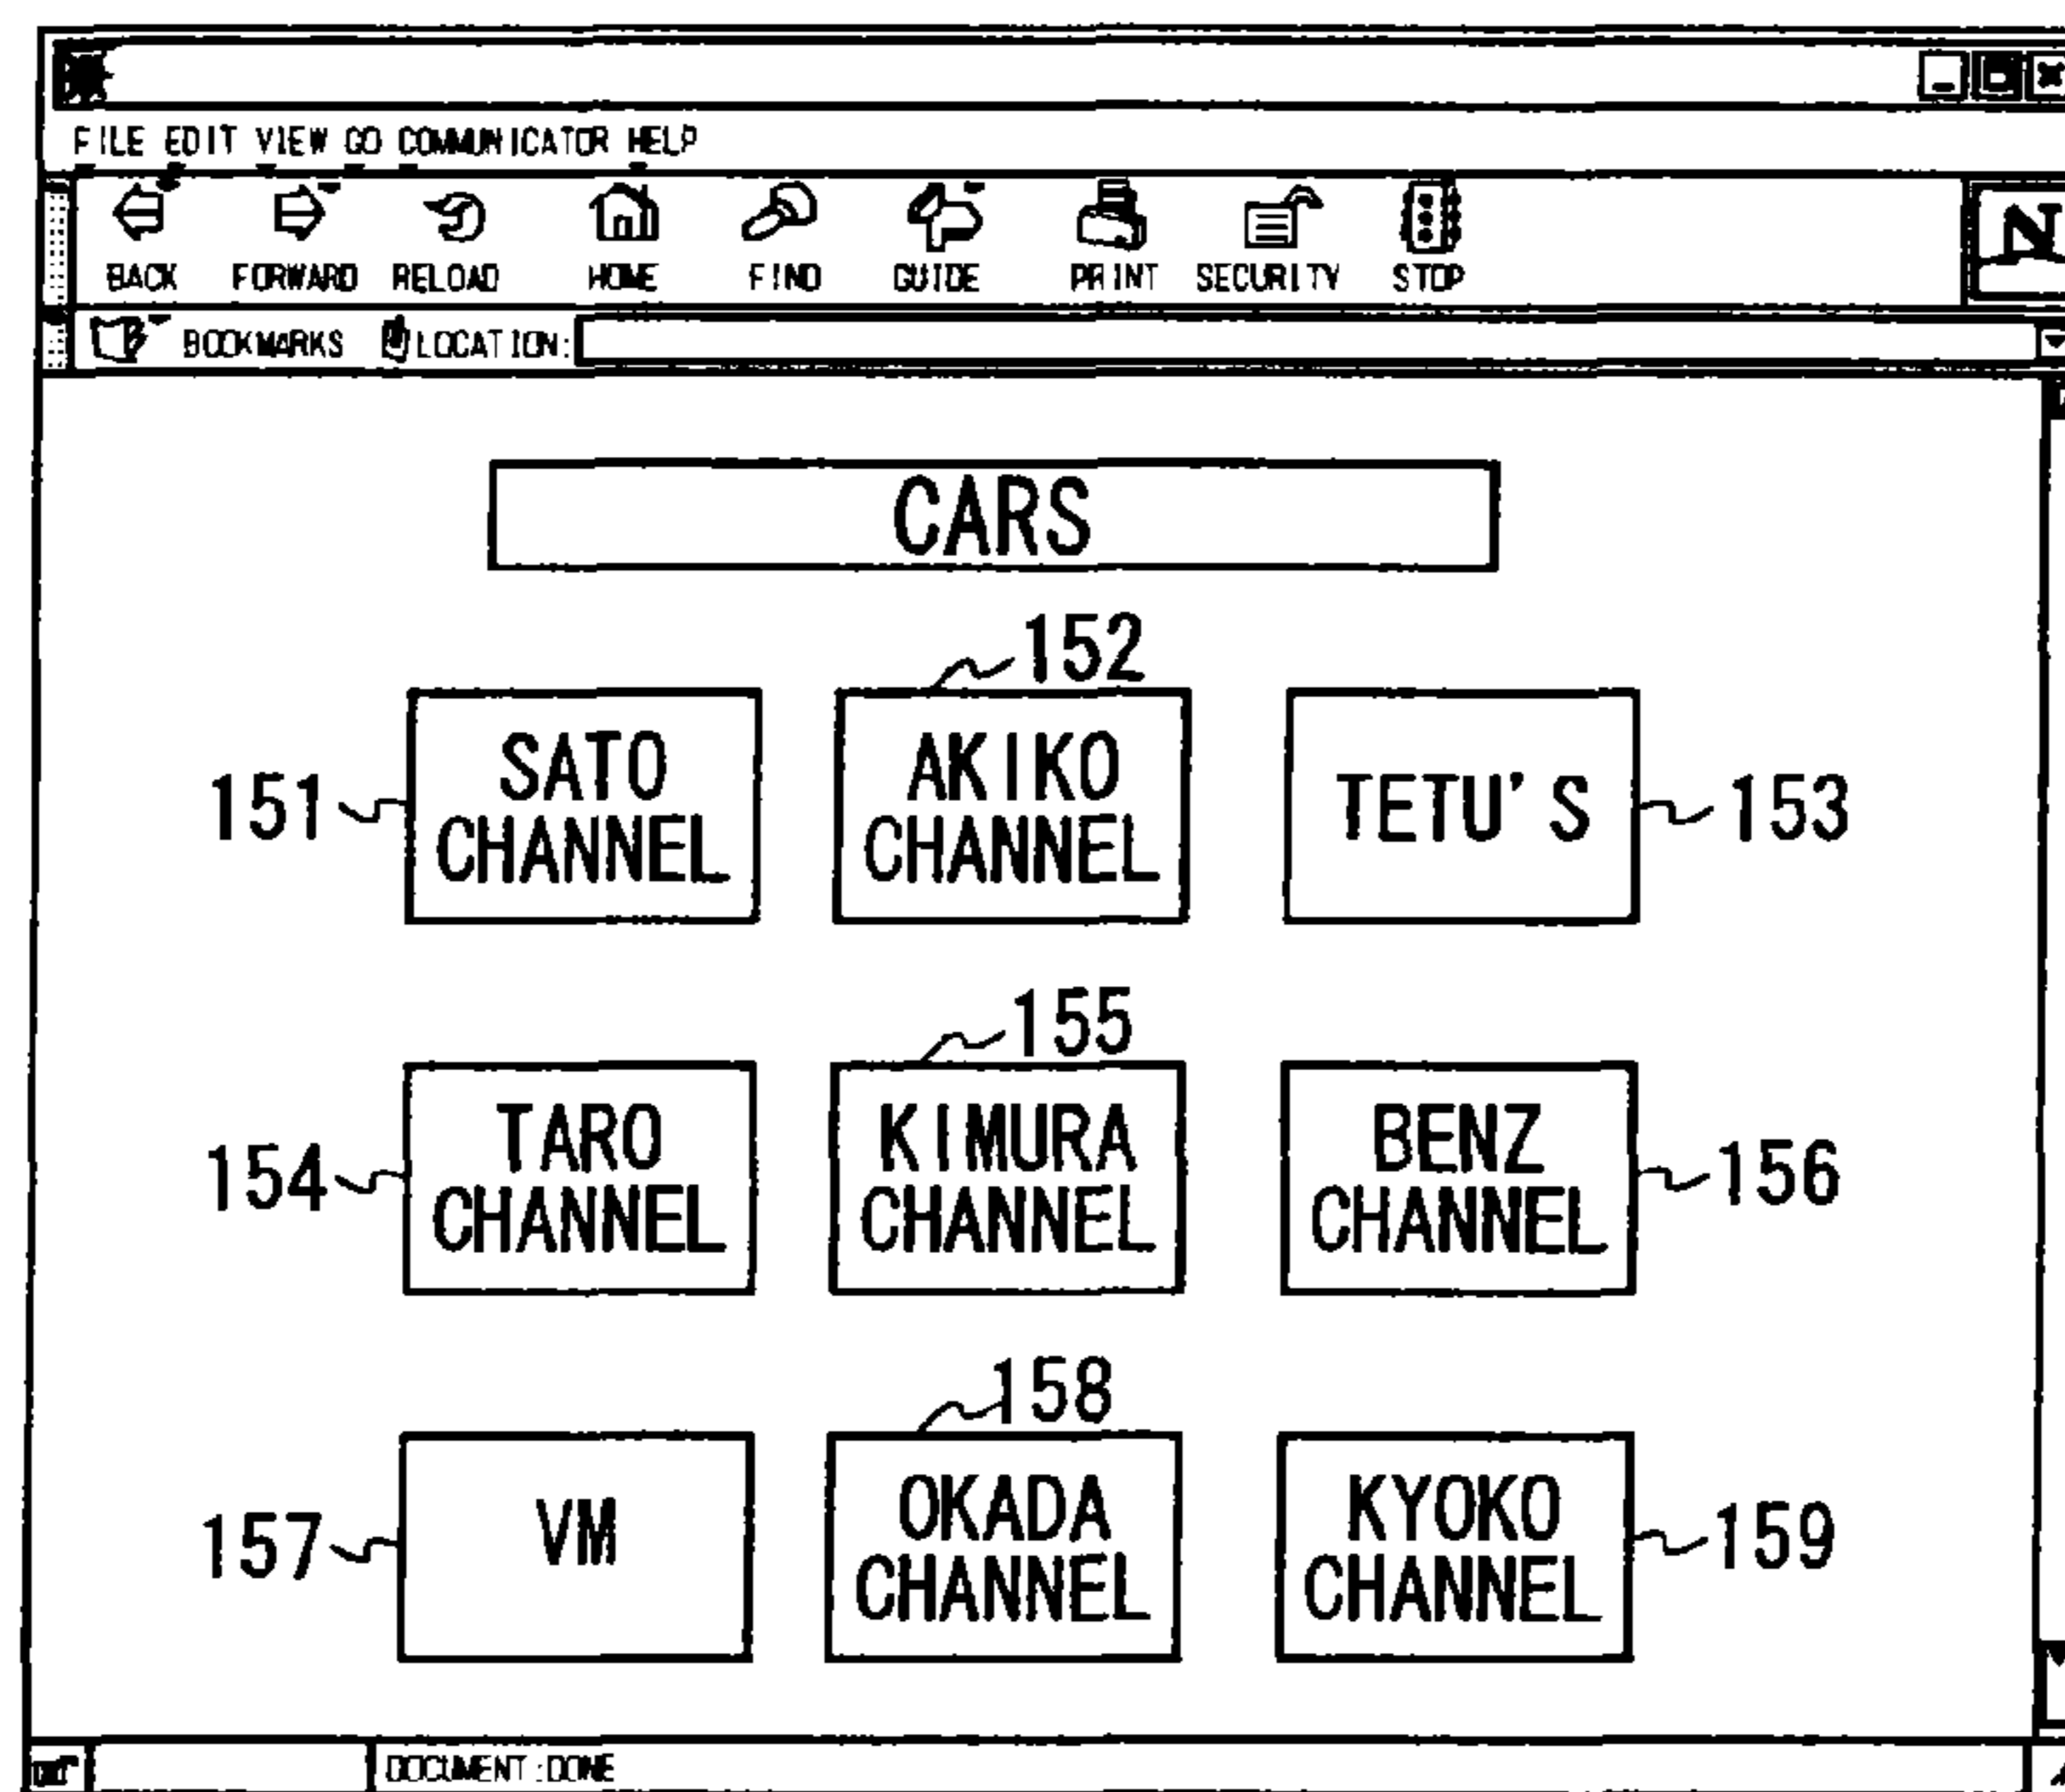 FILE EDIT VIEW GO COMMUNICATOR HELP
BACK FORWARD RELOAD HOME FIND GUIDE PRINT SECURITY STOP
N
BOOKMARKS LOCATION:
CARS
152
SATO
CHANNEL
AKIKO
CHANNEL
TETU'S
151
153
155
TARO
CHANNEL
KIMURA
CHANNEL
BENZ
CHANNEL
154
156
158
VM
OKADA
CHANNEL
KYOKO
CHANNEL
157
159
DOCUMENT:DONE